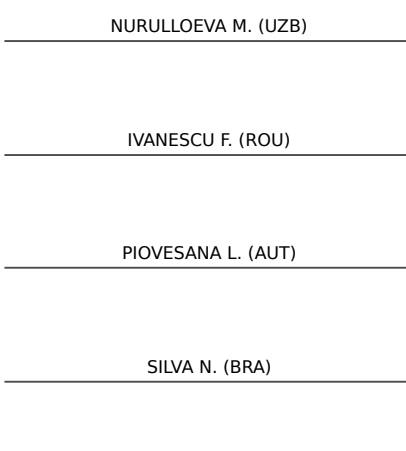 NURULLOEVA M. (UZB)
IVANESCU F. (ROU)
PIOVESANA L. (AUT)
SILVA N. (BRA)